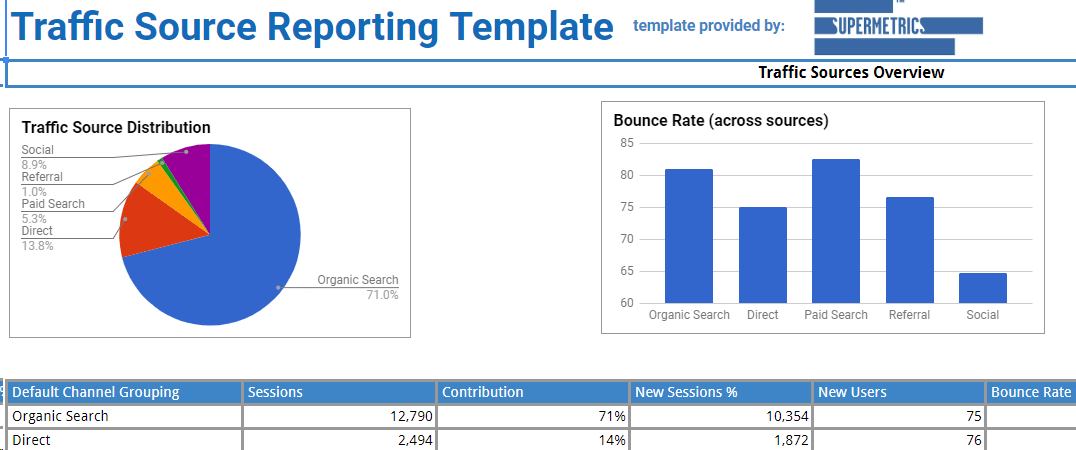 Traffic Source Reporting Template
template provided by:
SUPERMETRICS
Traffic Sources Overview
Traffic Source Distribution
Social
8.9%
Referral
1.0%
Paid Search
5.3%
Direct
13.8%
Organic Search
71.0%
Bounce Rate (across sources)
85
80
75
70
65
60
Organic Search Direct Paid Search Referral Social
Default Channel Grouping Sessions Contribution New Sessions % New Users Bounce Rate
Organic Search 12,790 71% 10,354 75
Direct 2,494 14% 1,872 76